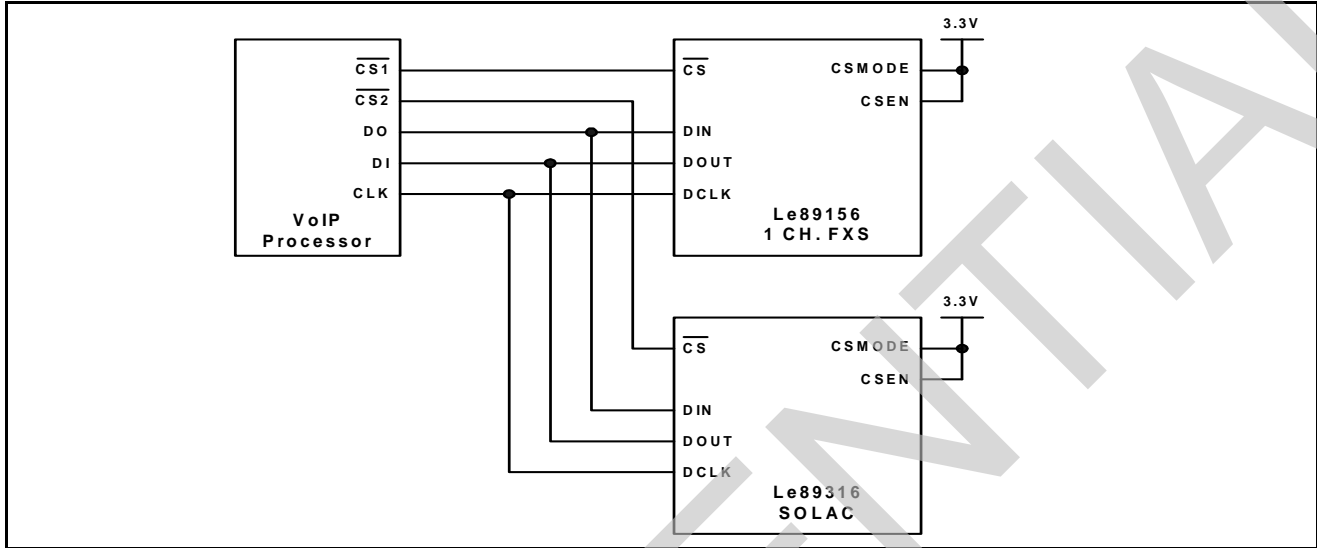 CS1
CS2
DO
DI
CLK
VoIP
Processor
3.3V
CS
CSMODE
CSEN
DIN
DOUT
DCLK
Le89156
1 CH. FXS
3.3V
CS
CSMODE
CSEN
DIN
DOUT
DCLK
Le89316
SOLAC
ENTIA